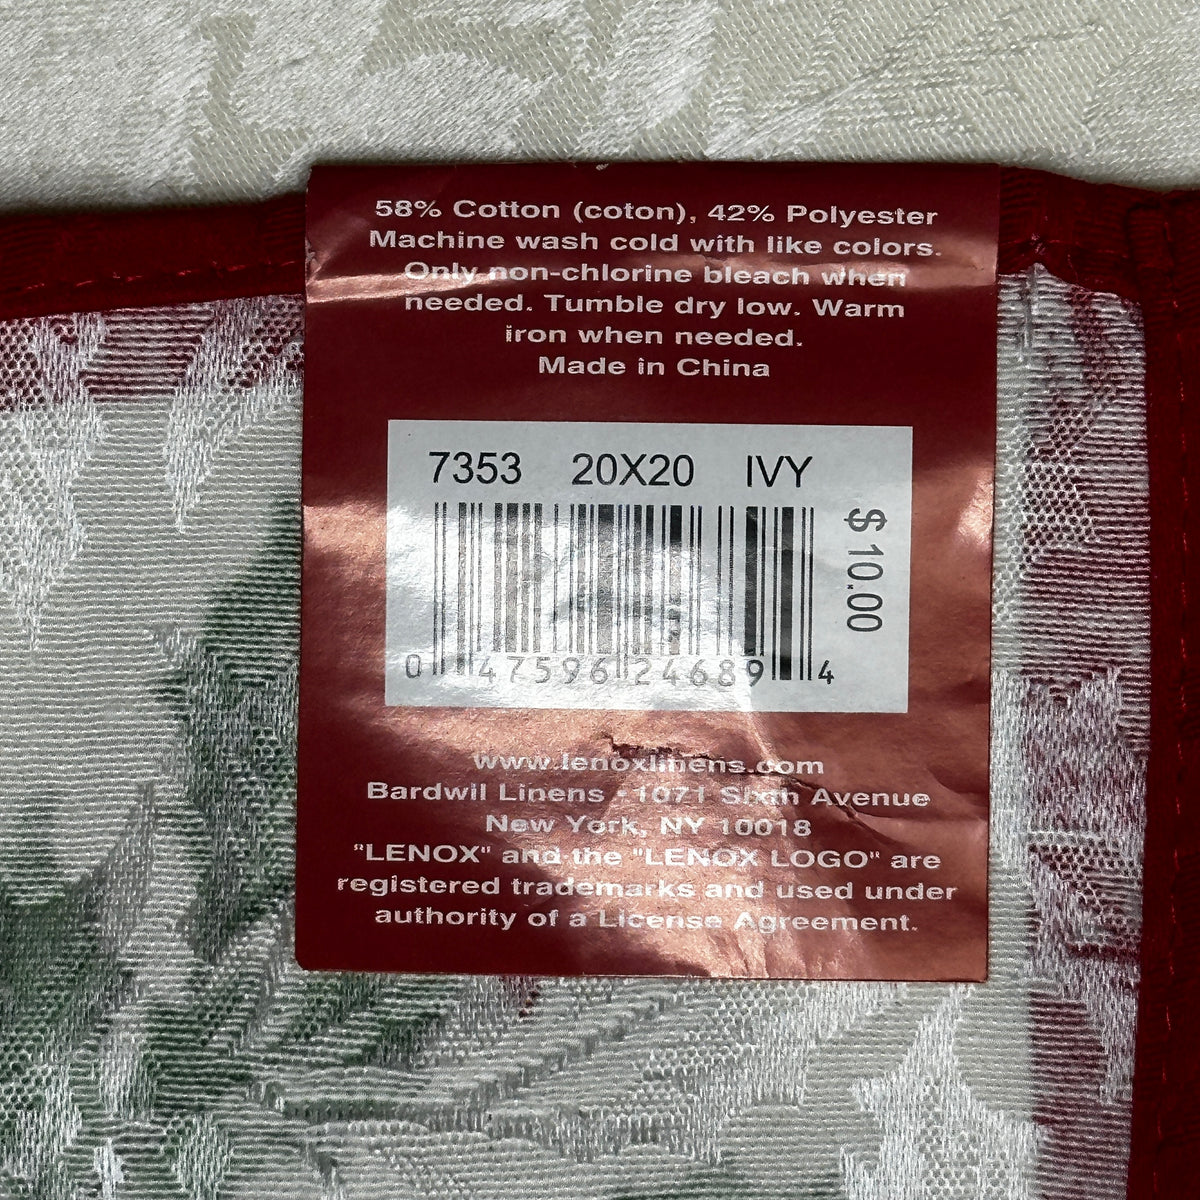 58% Cotton (coton), 42% Polyester
Machine wash cold with like colors.
Only non-chlorine bleach when
needed. Tumble dry low. Warm
iron when needed.
Made in China
7353 20X20 IVY
$10.00
0 47596 24689 4
www.lenoxlinens.com
Bardwil Linens - 1071 Sixth Avenue
New York, NY 10018
"LENOX" and the "LENOX LOGO" are
registered trademarks and used under
authority of a License Agreement.